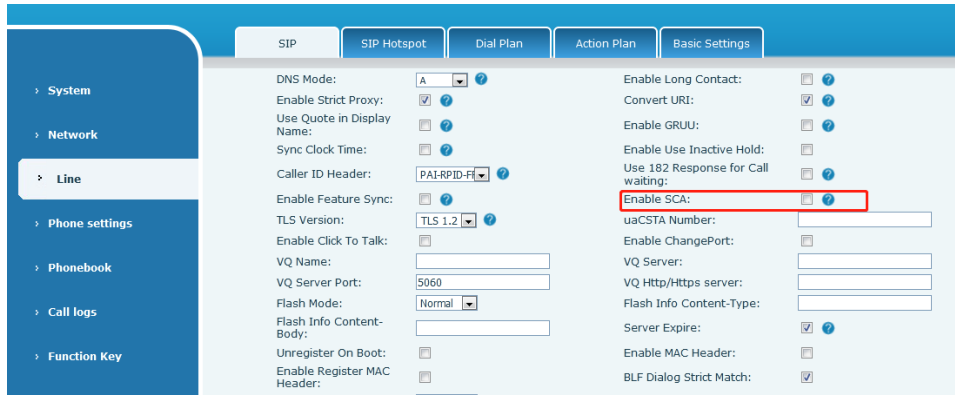 SIP
SIP Hotspot
Dial Plan
Action Plan
Basic Settings
› System
› Network
Line
› Phone settings
› Phonebook
› Call logs
› Function Key
DNS Mode: A ?
Enable Long Contact: ?
Enable Strict Proxy: ?
Convert URI: ?
Use Quote in Display
Name: ?
Enable GRUU: ?
Sync Clock Time: ?
Enable Use Inactive Hold:
Caller ID Header: PAI-RPID-FR ?
Use 182 Response for Call
waiting: ?
Enable Feature Sync: ?
Enable SCA: ?
TLS Version: TLS 1.2 ?
uaCSTA Number:
Enable Click To Talk:
Enable ChangePort:
VQ Name:
VQ Server:
VQ Server Port: 5060
VQ Http/Https server:
Flash Mode: Normal
Flash Info Content-Type:
Flash Info Content-
Body:
Server Expire: ?
Unregister On Boot:
Enable MAC Header:
Enable Register MAC
Header:
BLF Dialog Strict Match: